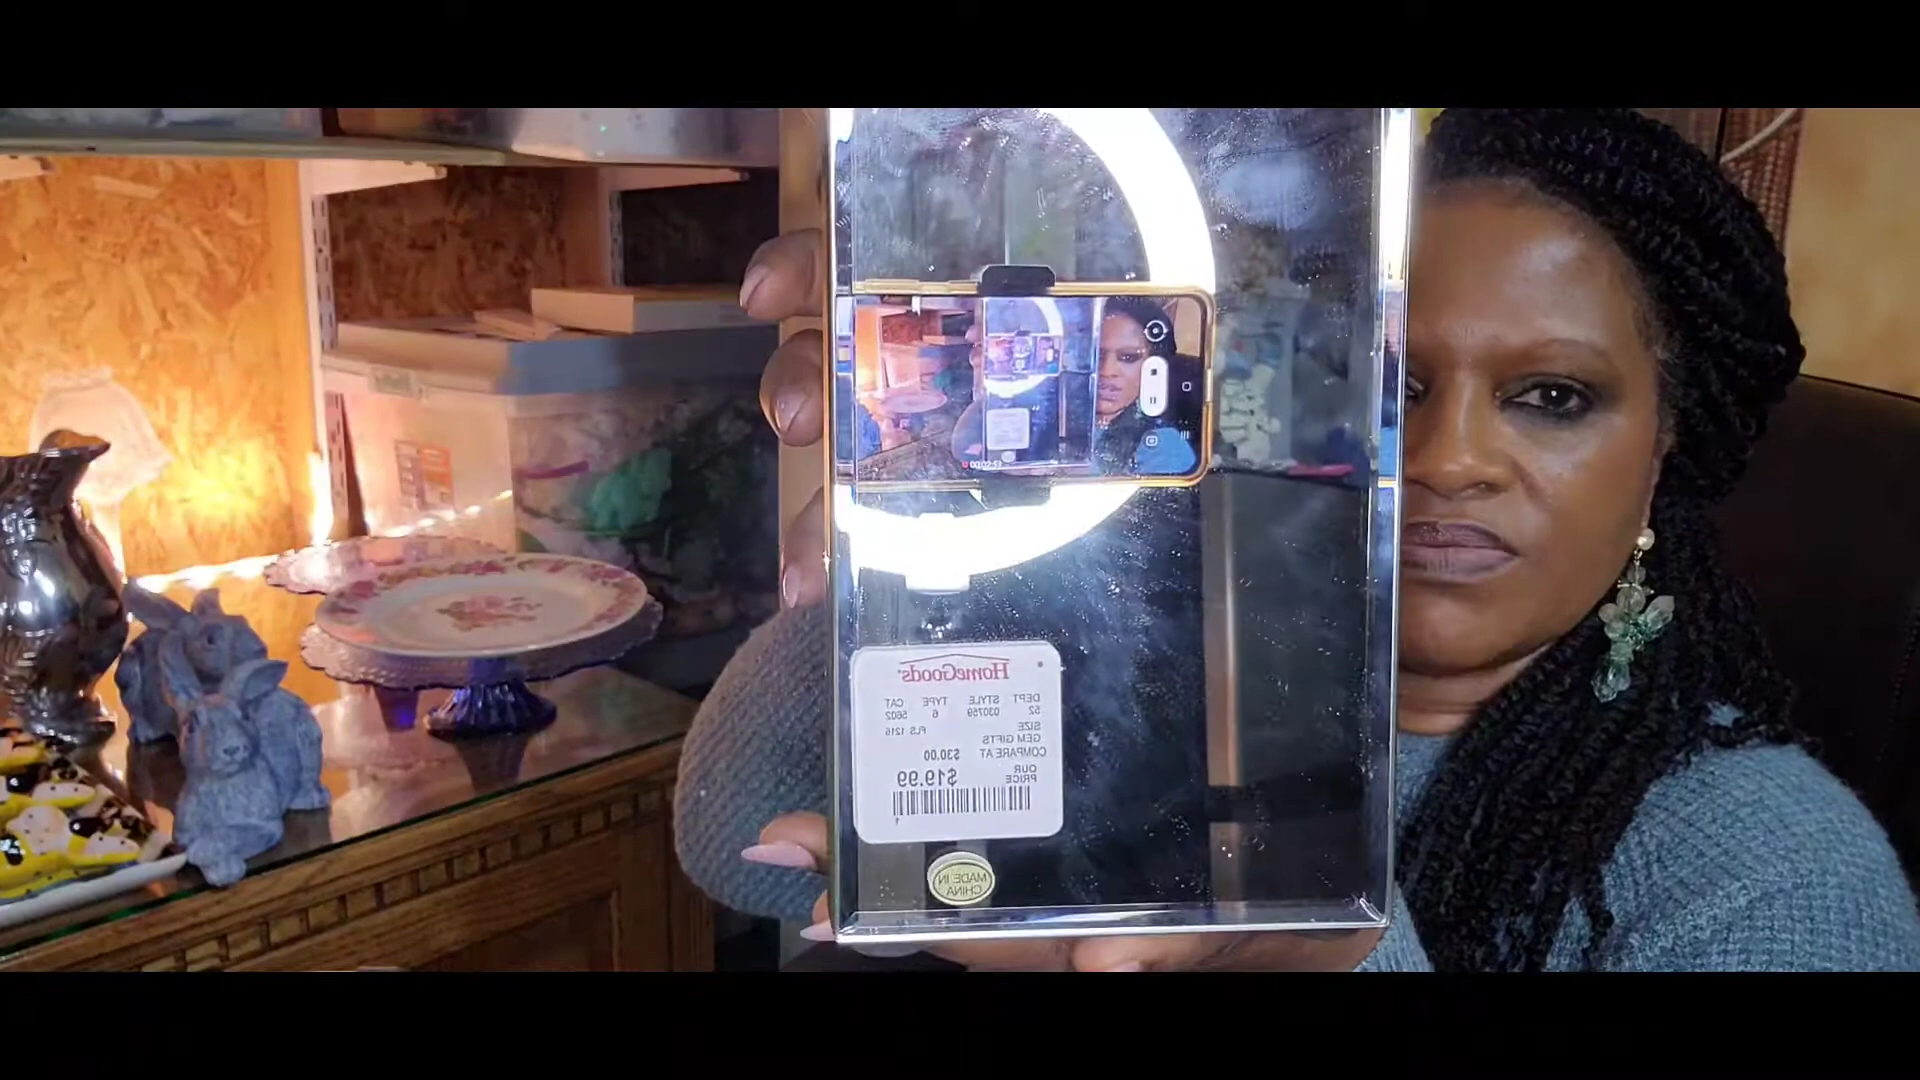 HomeGoods
DEPT STYLE TYPE CAT
52 030759 6 5602
SIZE FLS 1216
GEM GIFTS
COMPARE AT $30.00
OUR PRICE $19.99
1
MADE IN
CHINA